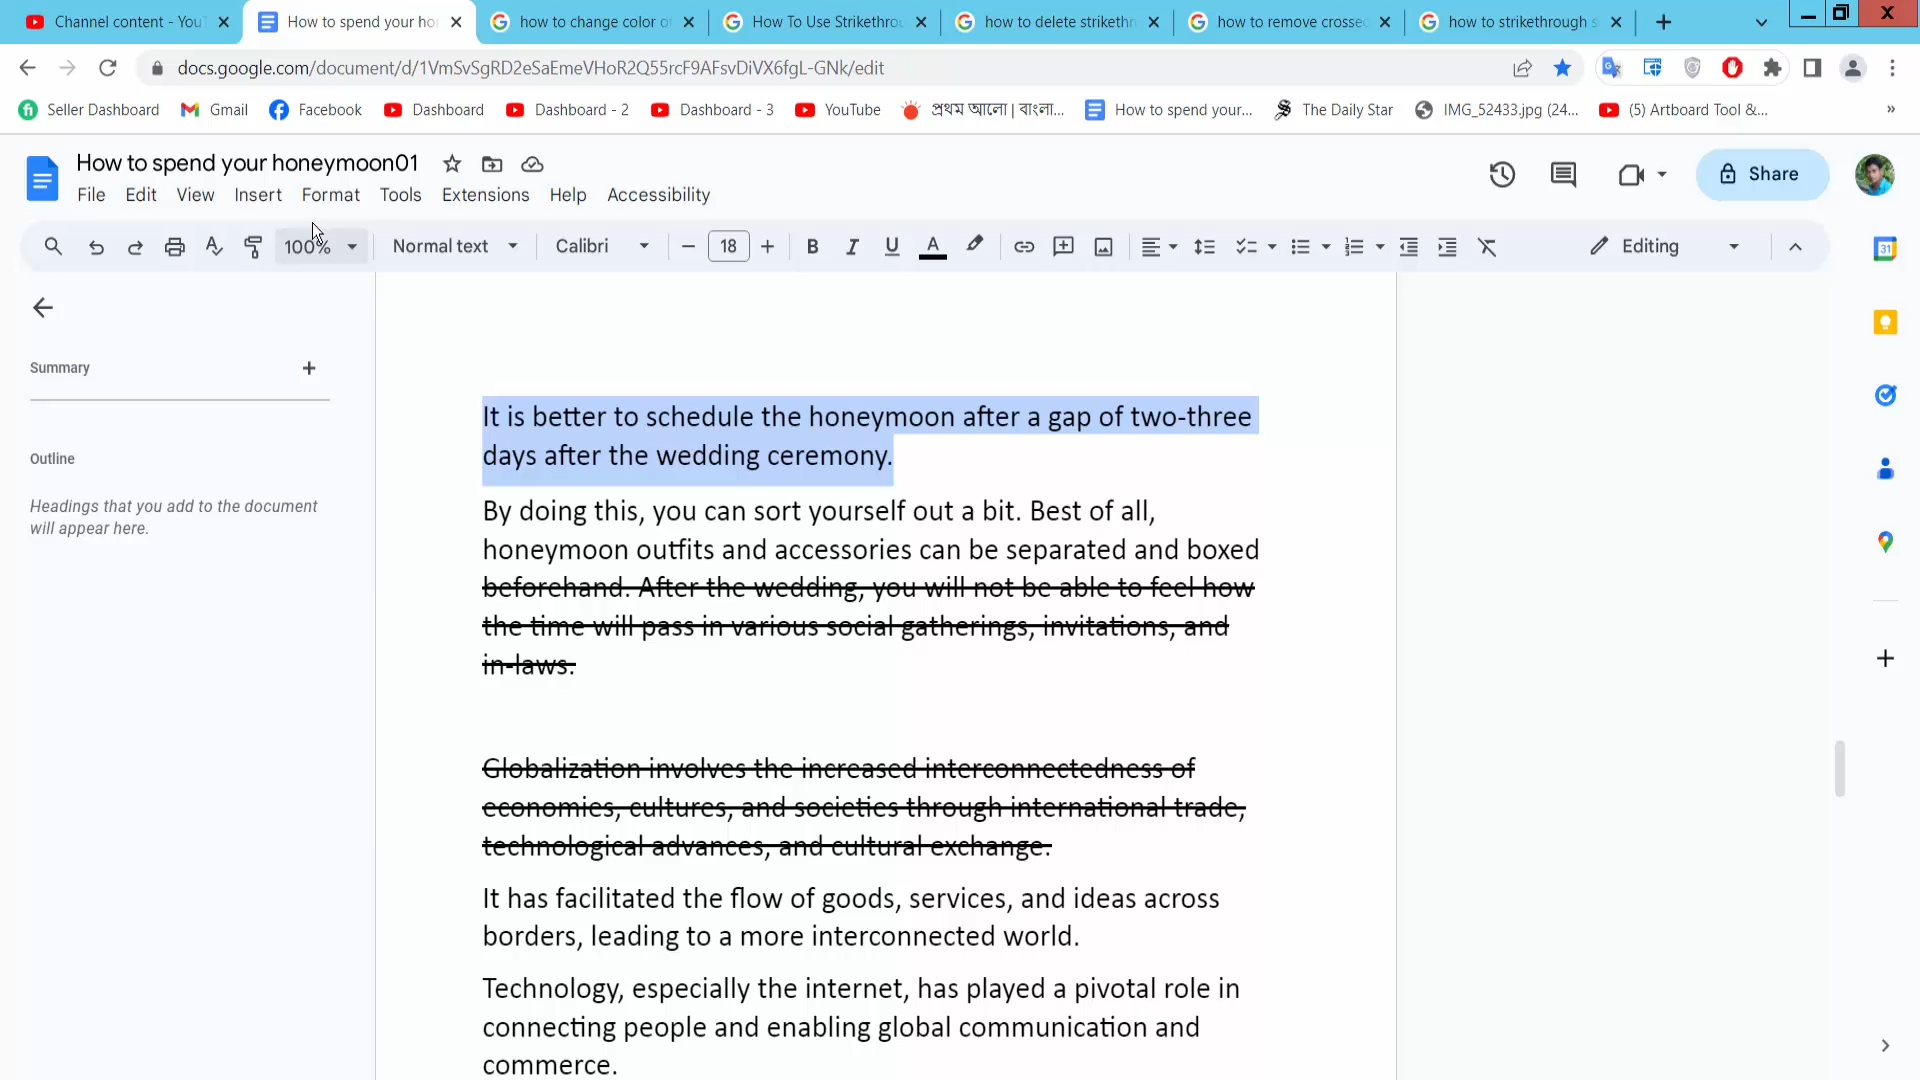 Channel content - YouT
How to spend your hon
how to change color o
How To Use Strikethrou
how to delete strikethr
how to remove crossed
how to strikethrough s
docs.google.com/document/d/1VmSvSgRD2eSaEmeVHoR2Q55rcF9AFsvDiVX6fgL-GNk/edit
Seller Dashboard
Gmail
Facebook
Dashboard
Dashboard - 2
Dashboard - 3
YouTube
প্রথম আলো | বাংলা...
How to spend your...
The Daily Star
IMG_52433.jpg (24...
(5) Artboard Tool &...
»
How to spend your honeymoon01
File Edit View Insert Format Tools Extensions Help Accessibility
Share
100%
Normal text
Calibri
18
B I U A
Editing
31
Summary
Outline
Headings that you add to the document
will appear here.
It is better to schedule the honeymoon after a gap of two-three
days after the wedding ceremony.
By doing this, you can sort yourself out a bit. Best of all,
honeymoon outfits and accessories can be separated and boxed
beforehand. After the wedding, you will not be able to feel how
the time will pass in various social gatherings, invitations, and
in-laws.
Globalization involves the increased interconnectedness of
economies, cultures, and societies through international trade,
technological advances, and cultural exchange.
It has facilitated the flow of goods, services, and ideas across
borders, leading to a more interconnected world.
Technology, especially the internet, has played a pivotal role in
connecting people and enabling global communication and
commerce.